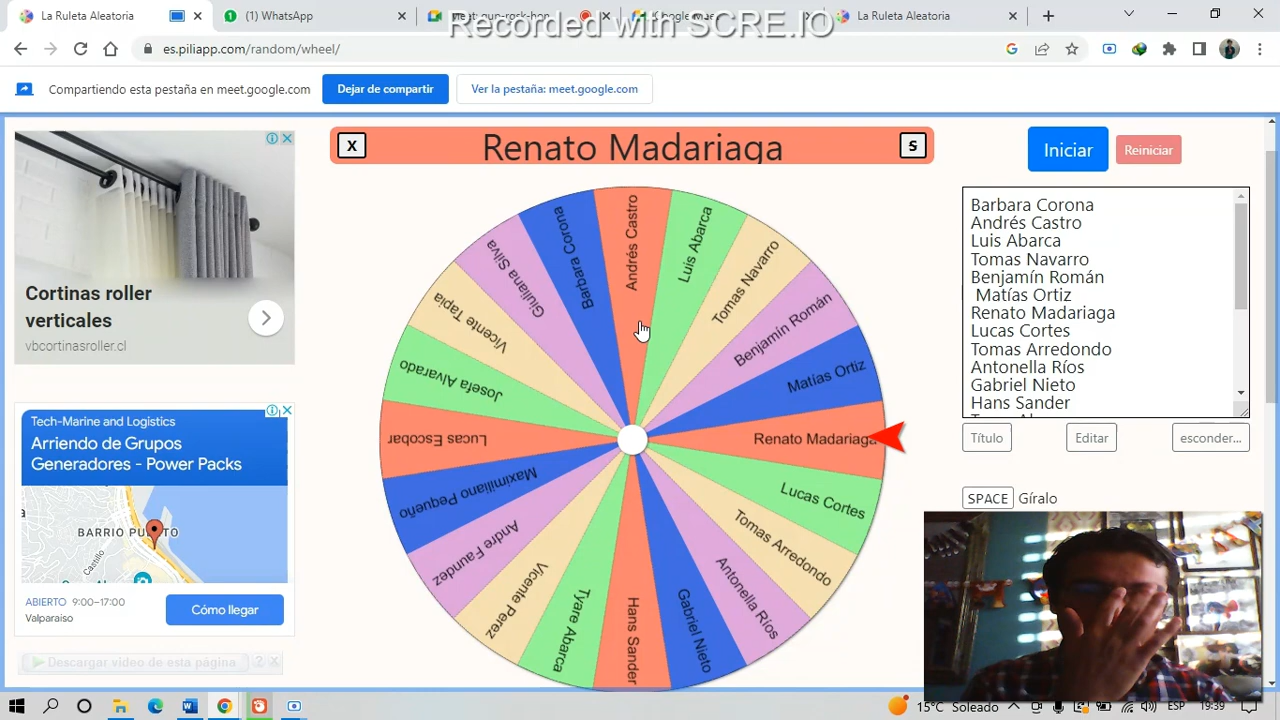 La Ruleta Aleatoria
WhatsApp
La Ruleta Aleatoria
Recorded with SCRE.IO
es.piliapp.com/random/wheel/
Compartiendo esta pestaña en meet.google.com
Dejar de compartir
Ver la pestaña: meet.google.com
X
Renato Madariaga
S
Iniciar
Reiniciar
Cortinas roller
verticales
vbcortinasroller.cl
Tech-Marine and Logistics
Arriendo de Grupos
Generadores - Power Packs
BARRIO PUERTO
ABIERTO 9:00–17:00
Valparaiso
Cómo llegar
Descargar video de esta página
?
Andrés Castro
Luis Abarca
Tomas Navarro
Benjamín Román
Matías Ortiz
Renato Madariaga
Lucas Cortes
Tomas Arredondo
Antonella Ríos
Gabriel Nieto
Hans Sander
Tyare Abarca
Vicente Perez
Andre Faundez
Maximiliano Pequeño
Lucas Escobar
Josefa Alvarado
Vicente Tapia
Giuliana Silva
Barbara Corona
Barbara Corona
Andrés Castro
Luis Abarca
Tomas Navarro
Benjamín Román
Matías Ortiz
Renato Madariaga
Lucas Cortes
Tomas Arredondo
Antonella Ríos
Gabriel Nieto
Hans Sander
Título
Editar
esconder...
SPACE Gíralo
15°C Soleado
ESP
19:39